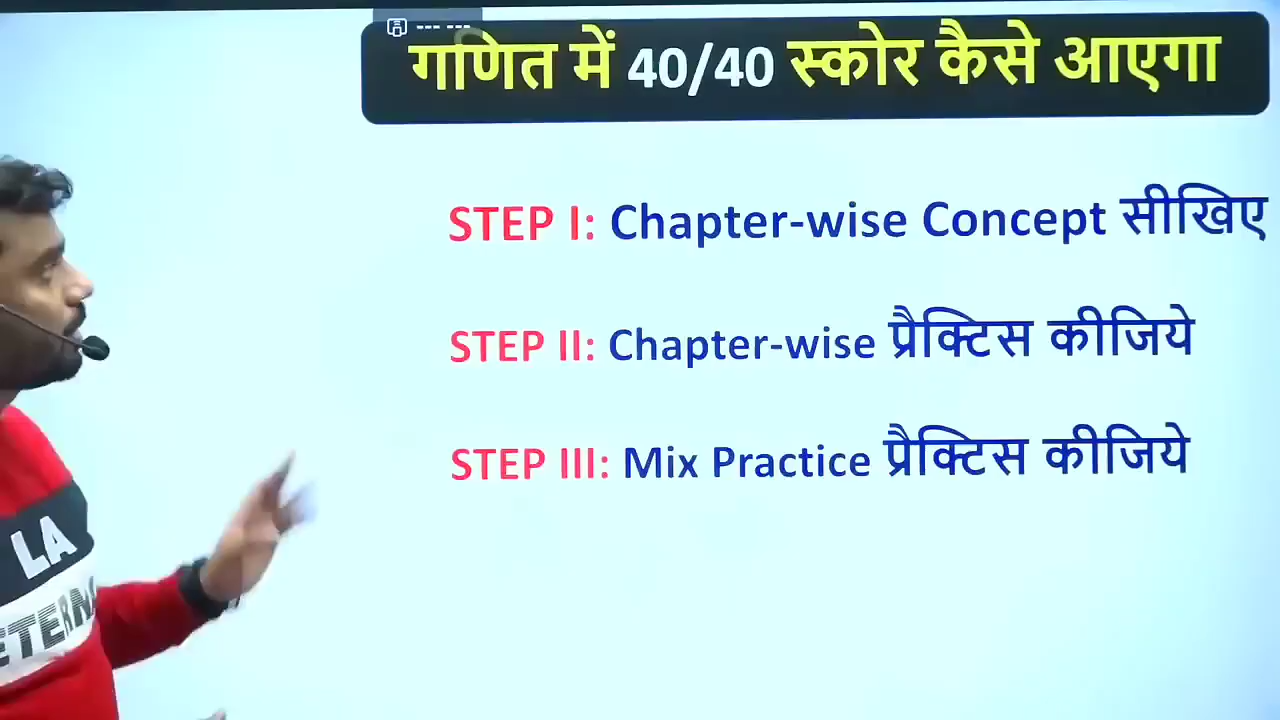 गणित में 40/40 स्कोर कैसे आएगा
STEP I: Chapter-wise Concept सीखिए
STEP II: Chapter-wise प्रैक्टिस कीजिये
STEP III: Mix Practice प्रैक्टिस कीजिये
LA
ETERN